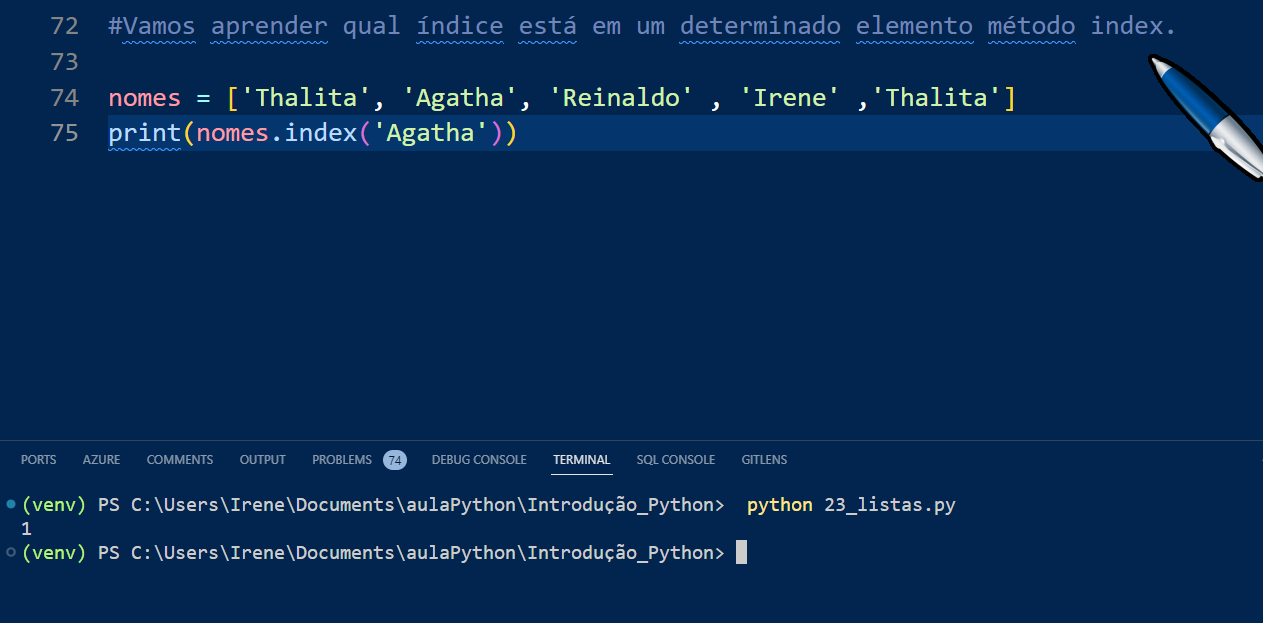 72 #Vamos aprender qual índice está em um determinado elemento método index.
73
74 nomes = ['Thalita', 'Agatha', 'Reinaldo' , 'Irene' ,'Thalita']
75 print(nomes.index('Agatha'))
PORTS AZURE COMMENTS OUTPUT PROBLEMS 74 DEBUG CONSOLE TERMINAL SQL CONSOLE GITLENS
(venv) PS C:\Users\Irene\Documents\aulaPython\Introdução_Python> python 23_listas.py
1
(venv) PS C:\Users\Irene\Documents\aulaPython\Introdução_Python>